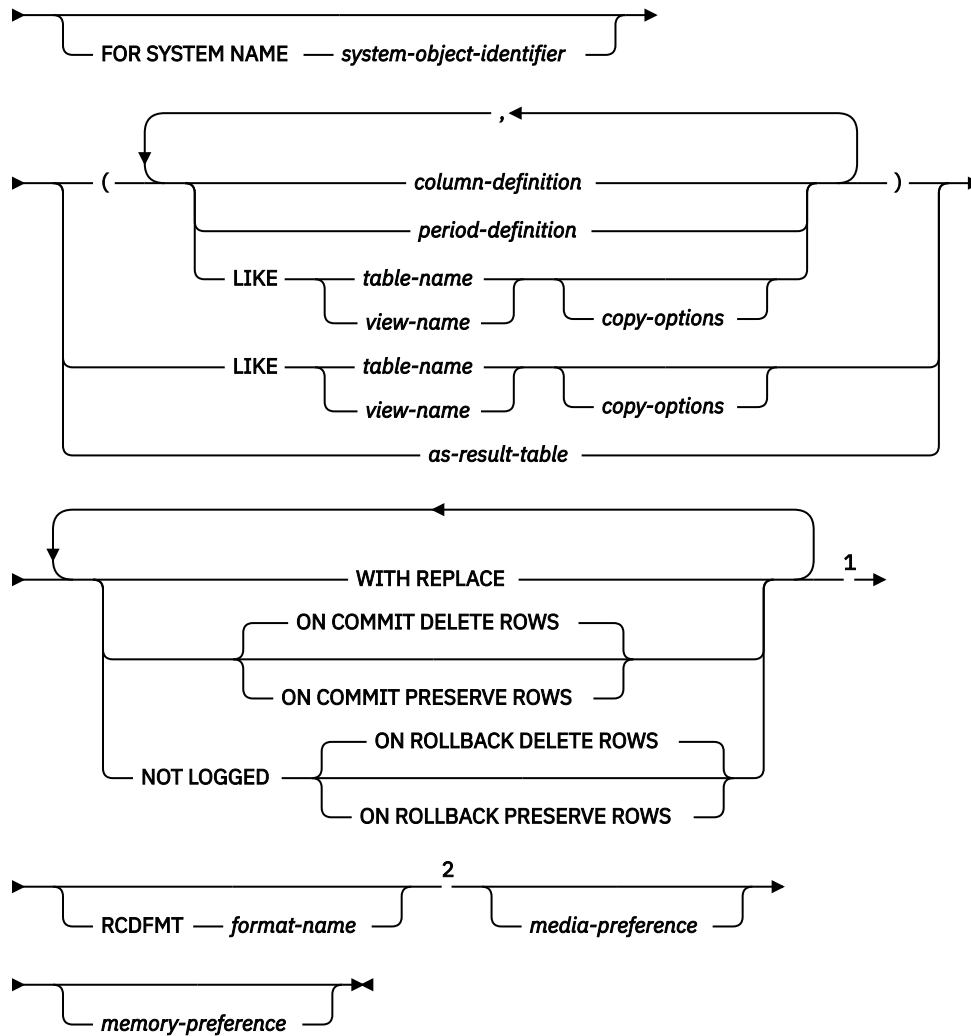 FOR SYSTEM NAME system-object-identifier
,
( column-definition )
period-definition
LIKE table-name
view-name copy-options
LIKE table-name
view-name copy-options
as-result-table
WITH REPLACE 1
ON COMMIT DELETE ROWS
ON COMMIT PRESERVE ROWS
ON ROLLBACK DELETE ROWS
NOT LOGGED
ON ROLLBACK PRESERVE ROWS
2
RCDFMT format-name media-preference
memory-preference